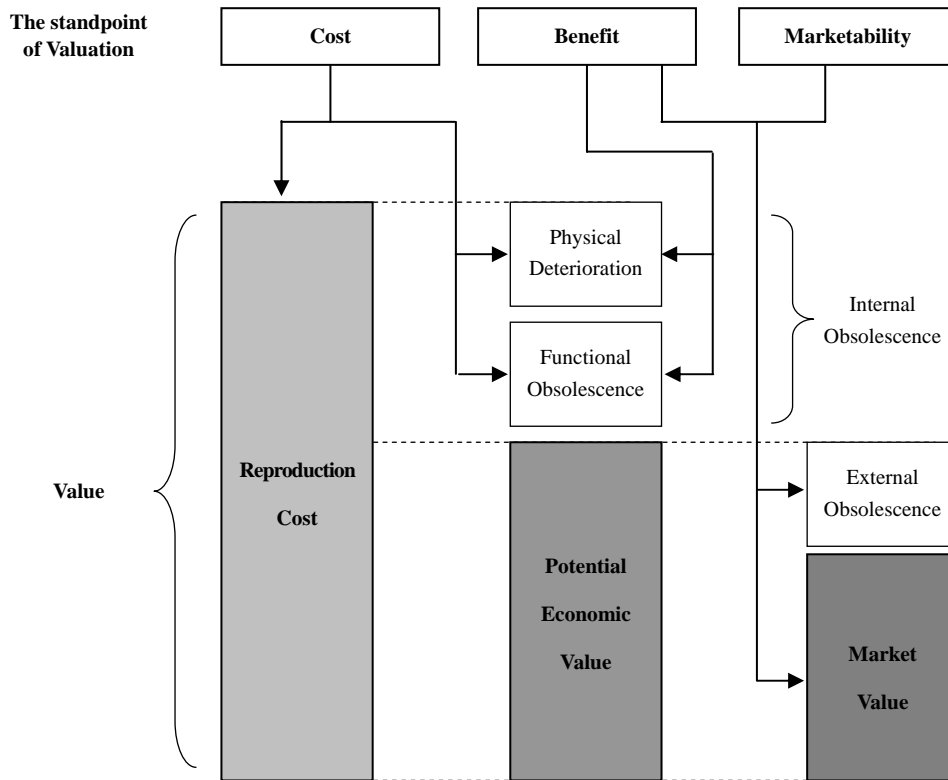 The standpoint
of Valuation
Cost
Benefit
Marketability
Physical
Deterioration
Internal
Obsolescence
Functional
Obsolescence
Value
Reproduction
Cost
External
Obsolescence
Potential
Economic
Value
Market
Value